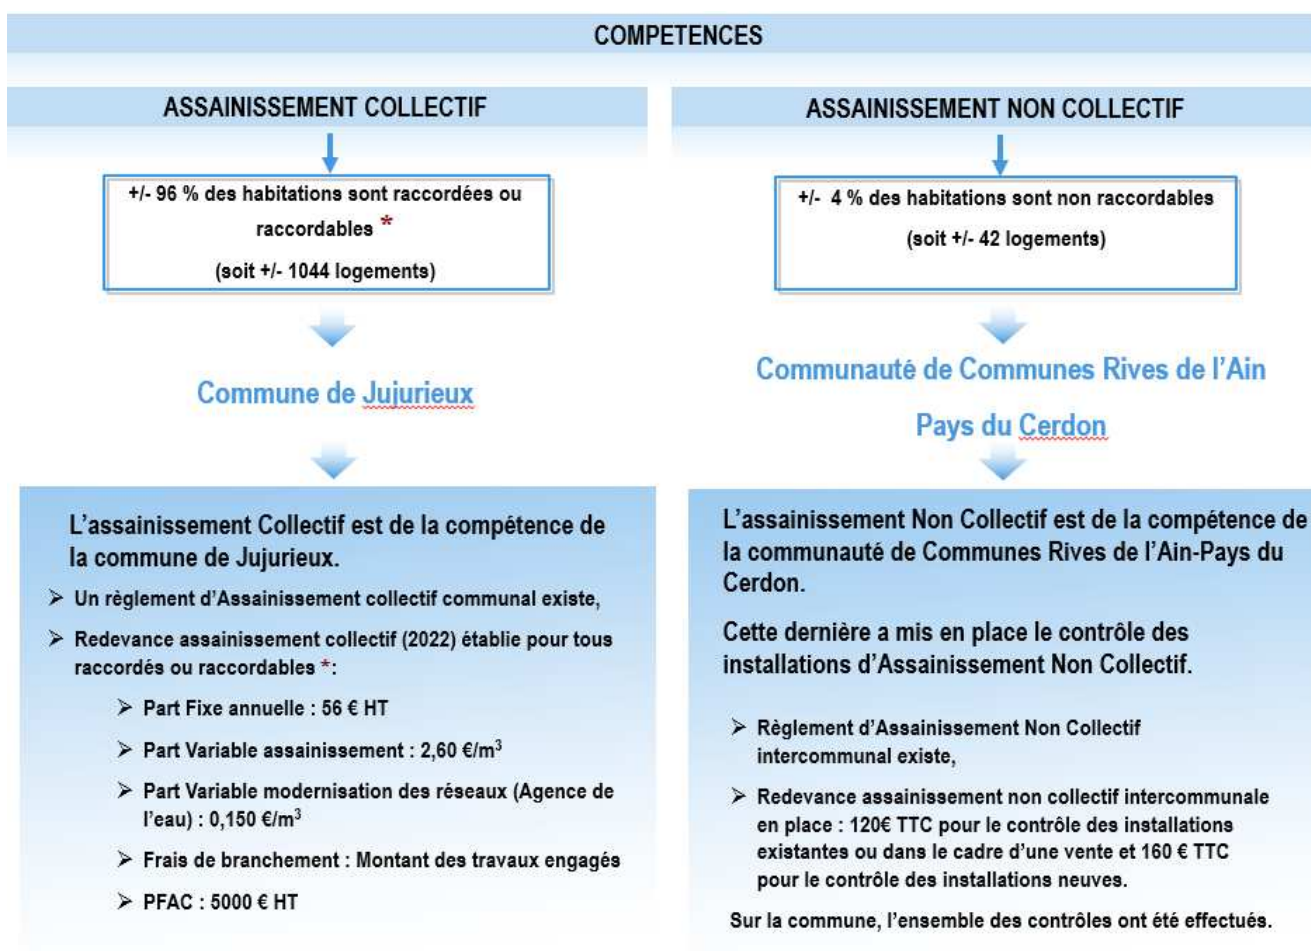 COMPETENCES
ASSAINISSEMENT COLLECTIF
+/- 96 % des habitations sont raccordées ou
raccordables *
(soit +/- 1044 logements)
Commune de Jujurieux
L'assainissement Collectif est de la compétence de
la commune de Jujurieux.
➢ Un règlement d'Assainissement collectif communal existe,
➢ Redevance assainissement collectif (2022) établie pour tous
raccordés ou raccordables *:
➢ Part Fixe annuelle : 56 € HT
➢ Part Variable assainissement : 2,60 €/m³
➢ Part Variable modernisation des réseaux (Agence de
l'eau) : 0,150 €/m³
➢ Frais de branchement : Montant des travaux engagés
➢ PFAC : 5000 € HT
ASSAINISSEMENT NON COLLECTIF
+/- 4 % des habitations sont non raccordables
(soit +/- 42 logements)
Communauté de Communes Rives de l'Ain
Pays du Cerdon
L'assainissement Non Collectif est de la compétence de
la communauté de Communes Rives de l'Ain-Pays du
Cerdon.
Cette dernière a mis en place le contrôle des
installations d'Assainissement Non Collectif.
➢ Règlement d'Assainissement Non Collectif
intercommunal existe,
➢ Redevance assainissement non collectif intercommunale
en place : 120€ TTC pour le contrôle des installations
existantes ou dans le cadre d'une vente et 160 € TTC
pour le contrôle des installations neuves.
Sur la commune, l'ensemble des contrôles ont été effectués.